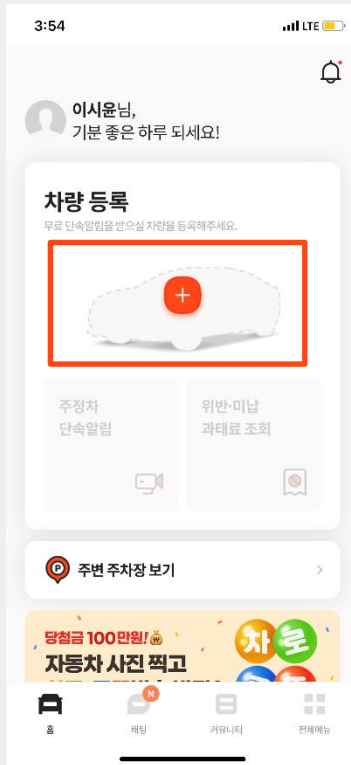 3:54
LTE
이시윤님,
기분 좋은 하루 되세요!
차량 등록
무료 단속알림을 받으실 차량을 등록해주세요.
주정차
단속알림
위반·미납
과태료 조회
P 주변 주차장 보기
당첨금 100만원!
자동차 사진 찍고
차로
N
홈
채팅
커뮤니티
전체메뉴